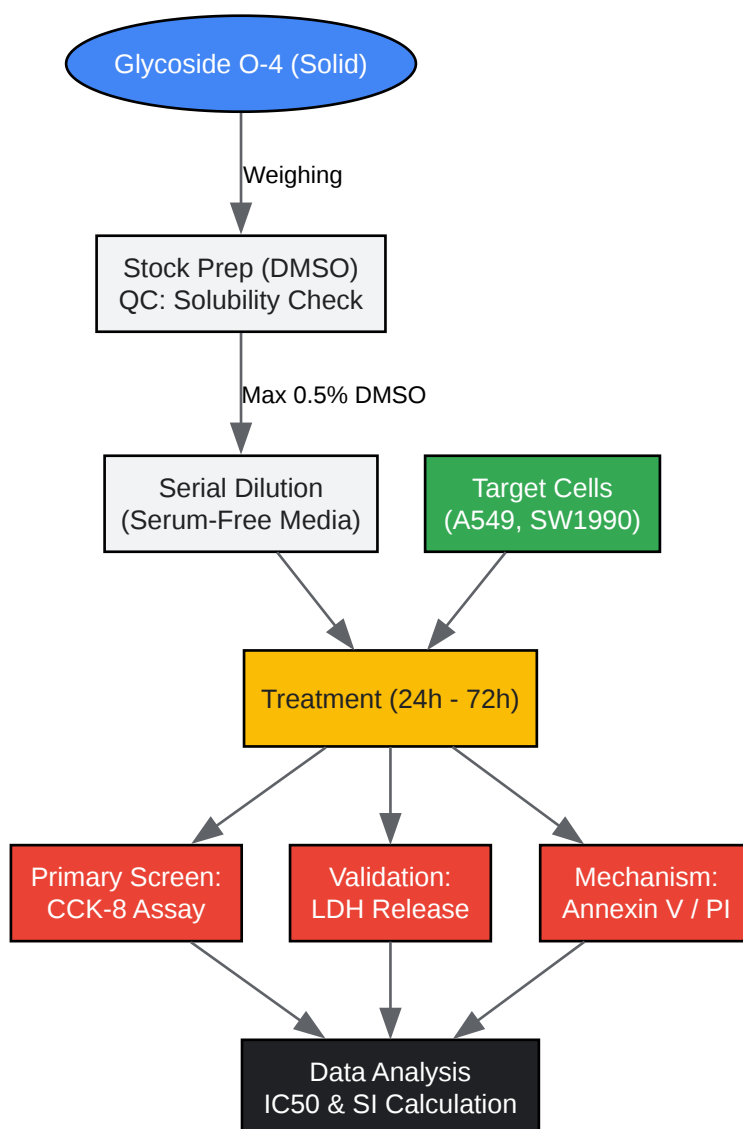 Glycoside O-4 (Solid)
Weighing
Stock Prep (DMSO)
QC: Solubility Check
Max 0.5% DMSO
Serial Dilution
(Serum-Free Media)
Target Cells
(A549, SW1990)
Treatment (24h - 72h)
Primary Screen:
CCK-8 Assay
Validation:
LDH Release
Mechanism:
Annexin V / PI
Data Analysis
IC50 & SI Calculation